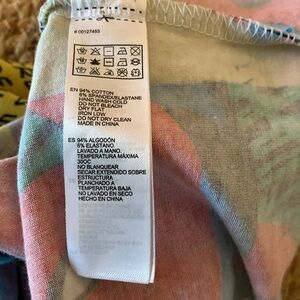 # 00127453
EN 94% COTTON
6% SPANDEX/ELASTANE
HAND WASH COLD
DO NOT BLEACH
DRY FLAT
IRON LOW
DO NOT DRY CLEAN
MADE IN CHINA
ES 94% ALGODÓN
6% ELASTANO
LAVADO A MANO.
TEMPERATURA MÁXIMA
30OC
NO BLANQUEAR
SECAR EXTENDIDO SOBRE
ESTRUCTURA
PLANCHADO A
TEMPERATURA BAJA
NO LAVADO EN SECO
HECHO EN CHINA